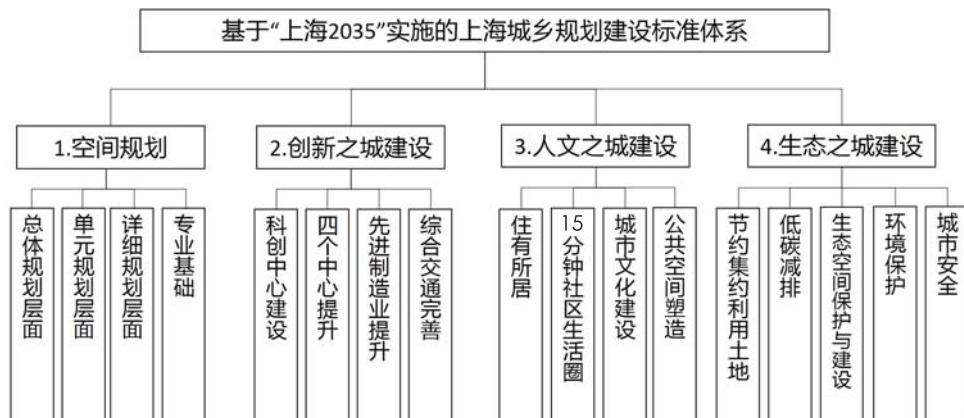 基于“上海2035”实施的上海城乡规划建设标准体系
1.空间规划
2.创新之城建设
3.人文之城建设
4.生态之城建设
总体规划层面
单元规划层面
详细规划层面
专业基础
科创中心建设
四个中心提升
先进制造业提升
综合交通完善
住有所居
15分钟社区生活圈
城市文化建设
公共空间塑造
节约集约利用土地
低碳减排
生态空间保护与建设
环境保护
城市安全